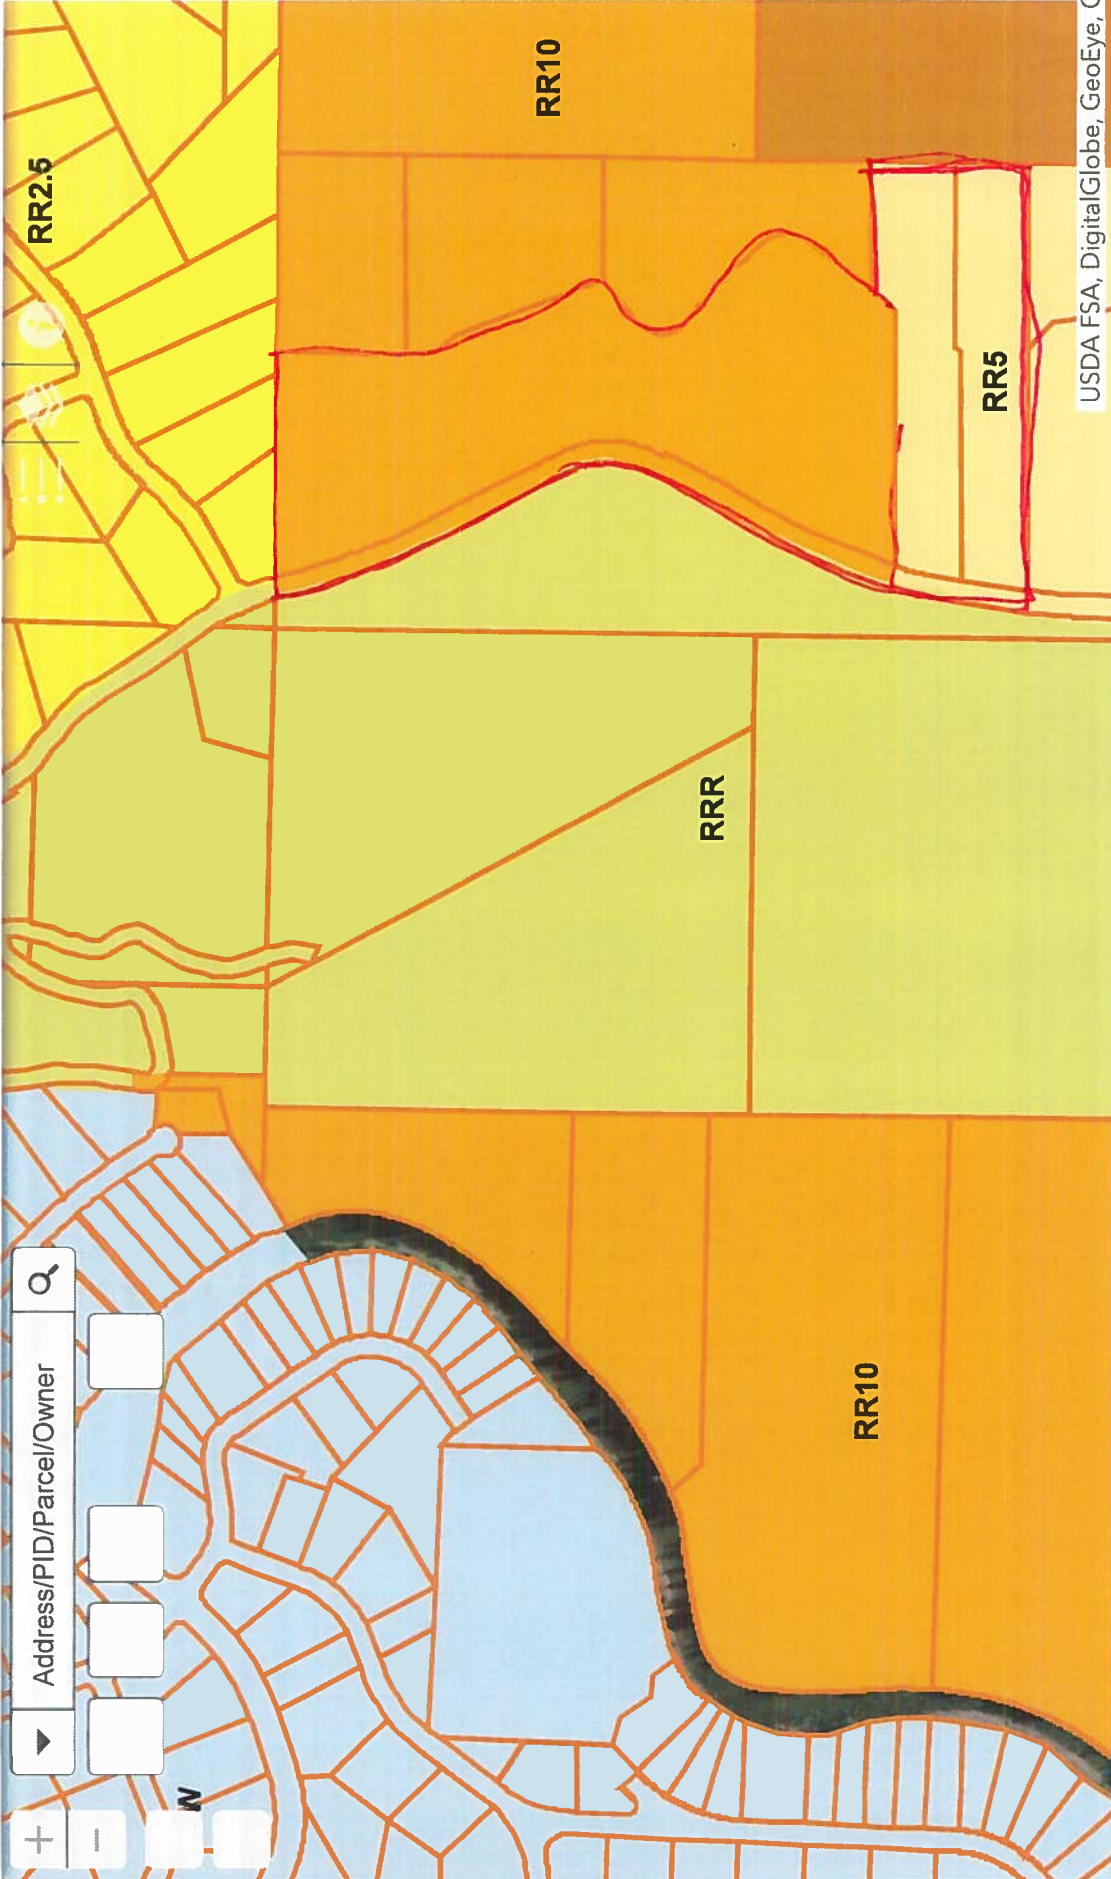 Address/PID/Parcel/Owner
RR2.5
RR10
RRR
RR5
RR10
W
USDA FSA, DigitalGlobe, GeoEye,